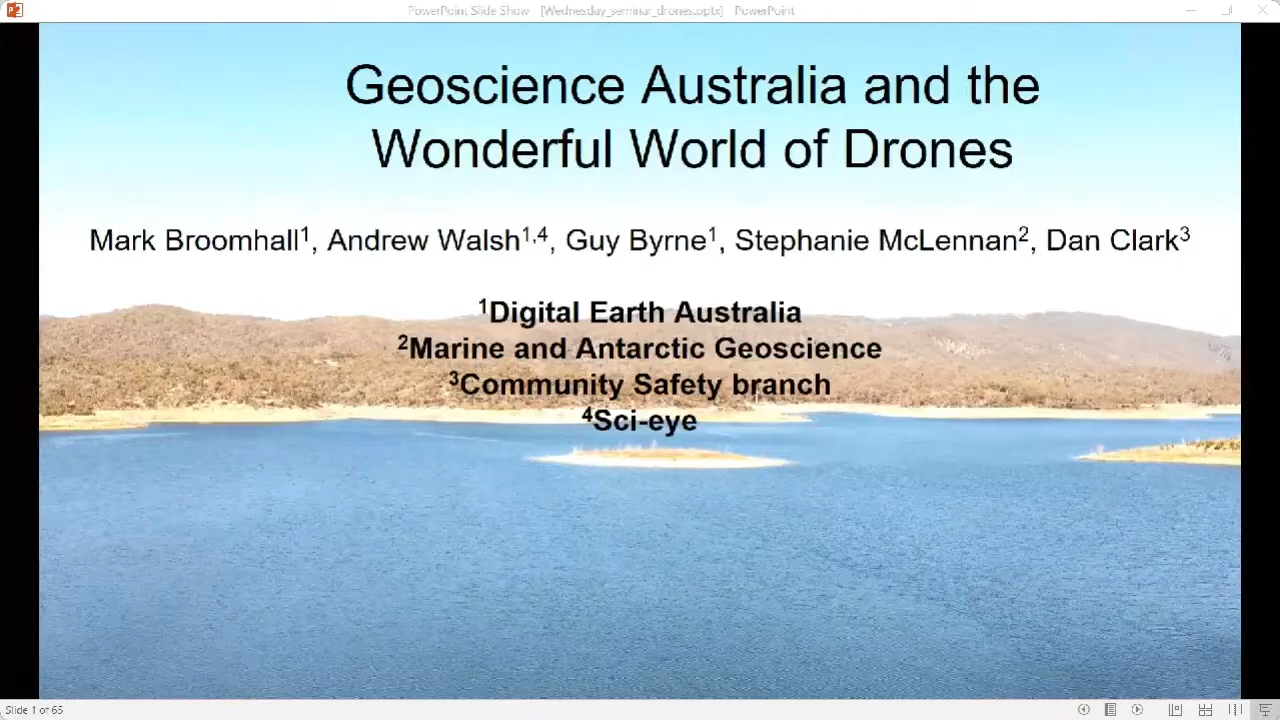 PowerPoint Slide Show - [Wednesday_seminar_drones.pptx] - PowerPoint
Geoscience Australia and the
Wonderful World of Drones
Mark Broomhall¹, Andrew Walsh¹,⁴, Guy Byrne¹, Stephanie McLennan², Dan Clark³
¹Digital Earth Australia
²Marine and Antarctic Geoscience
³Community Safety branch
⁴Sci-eye
Slide 1 of 65